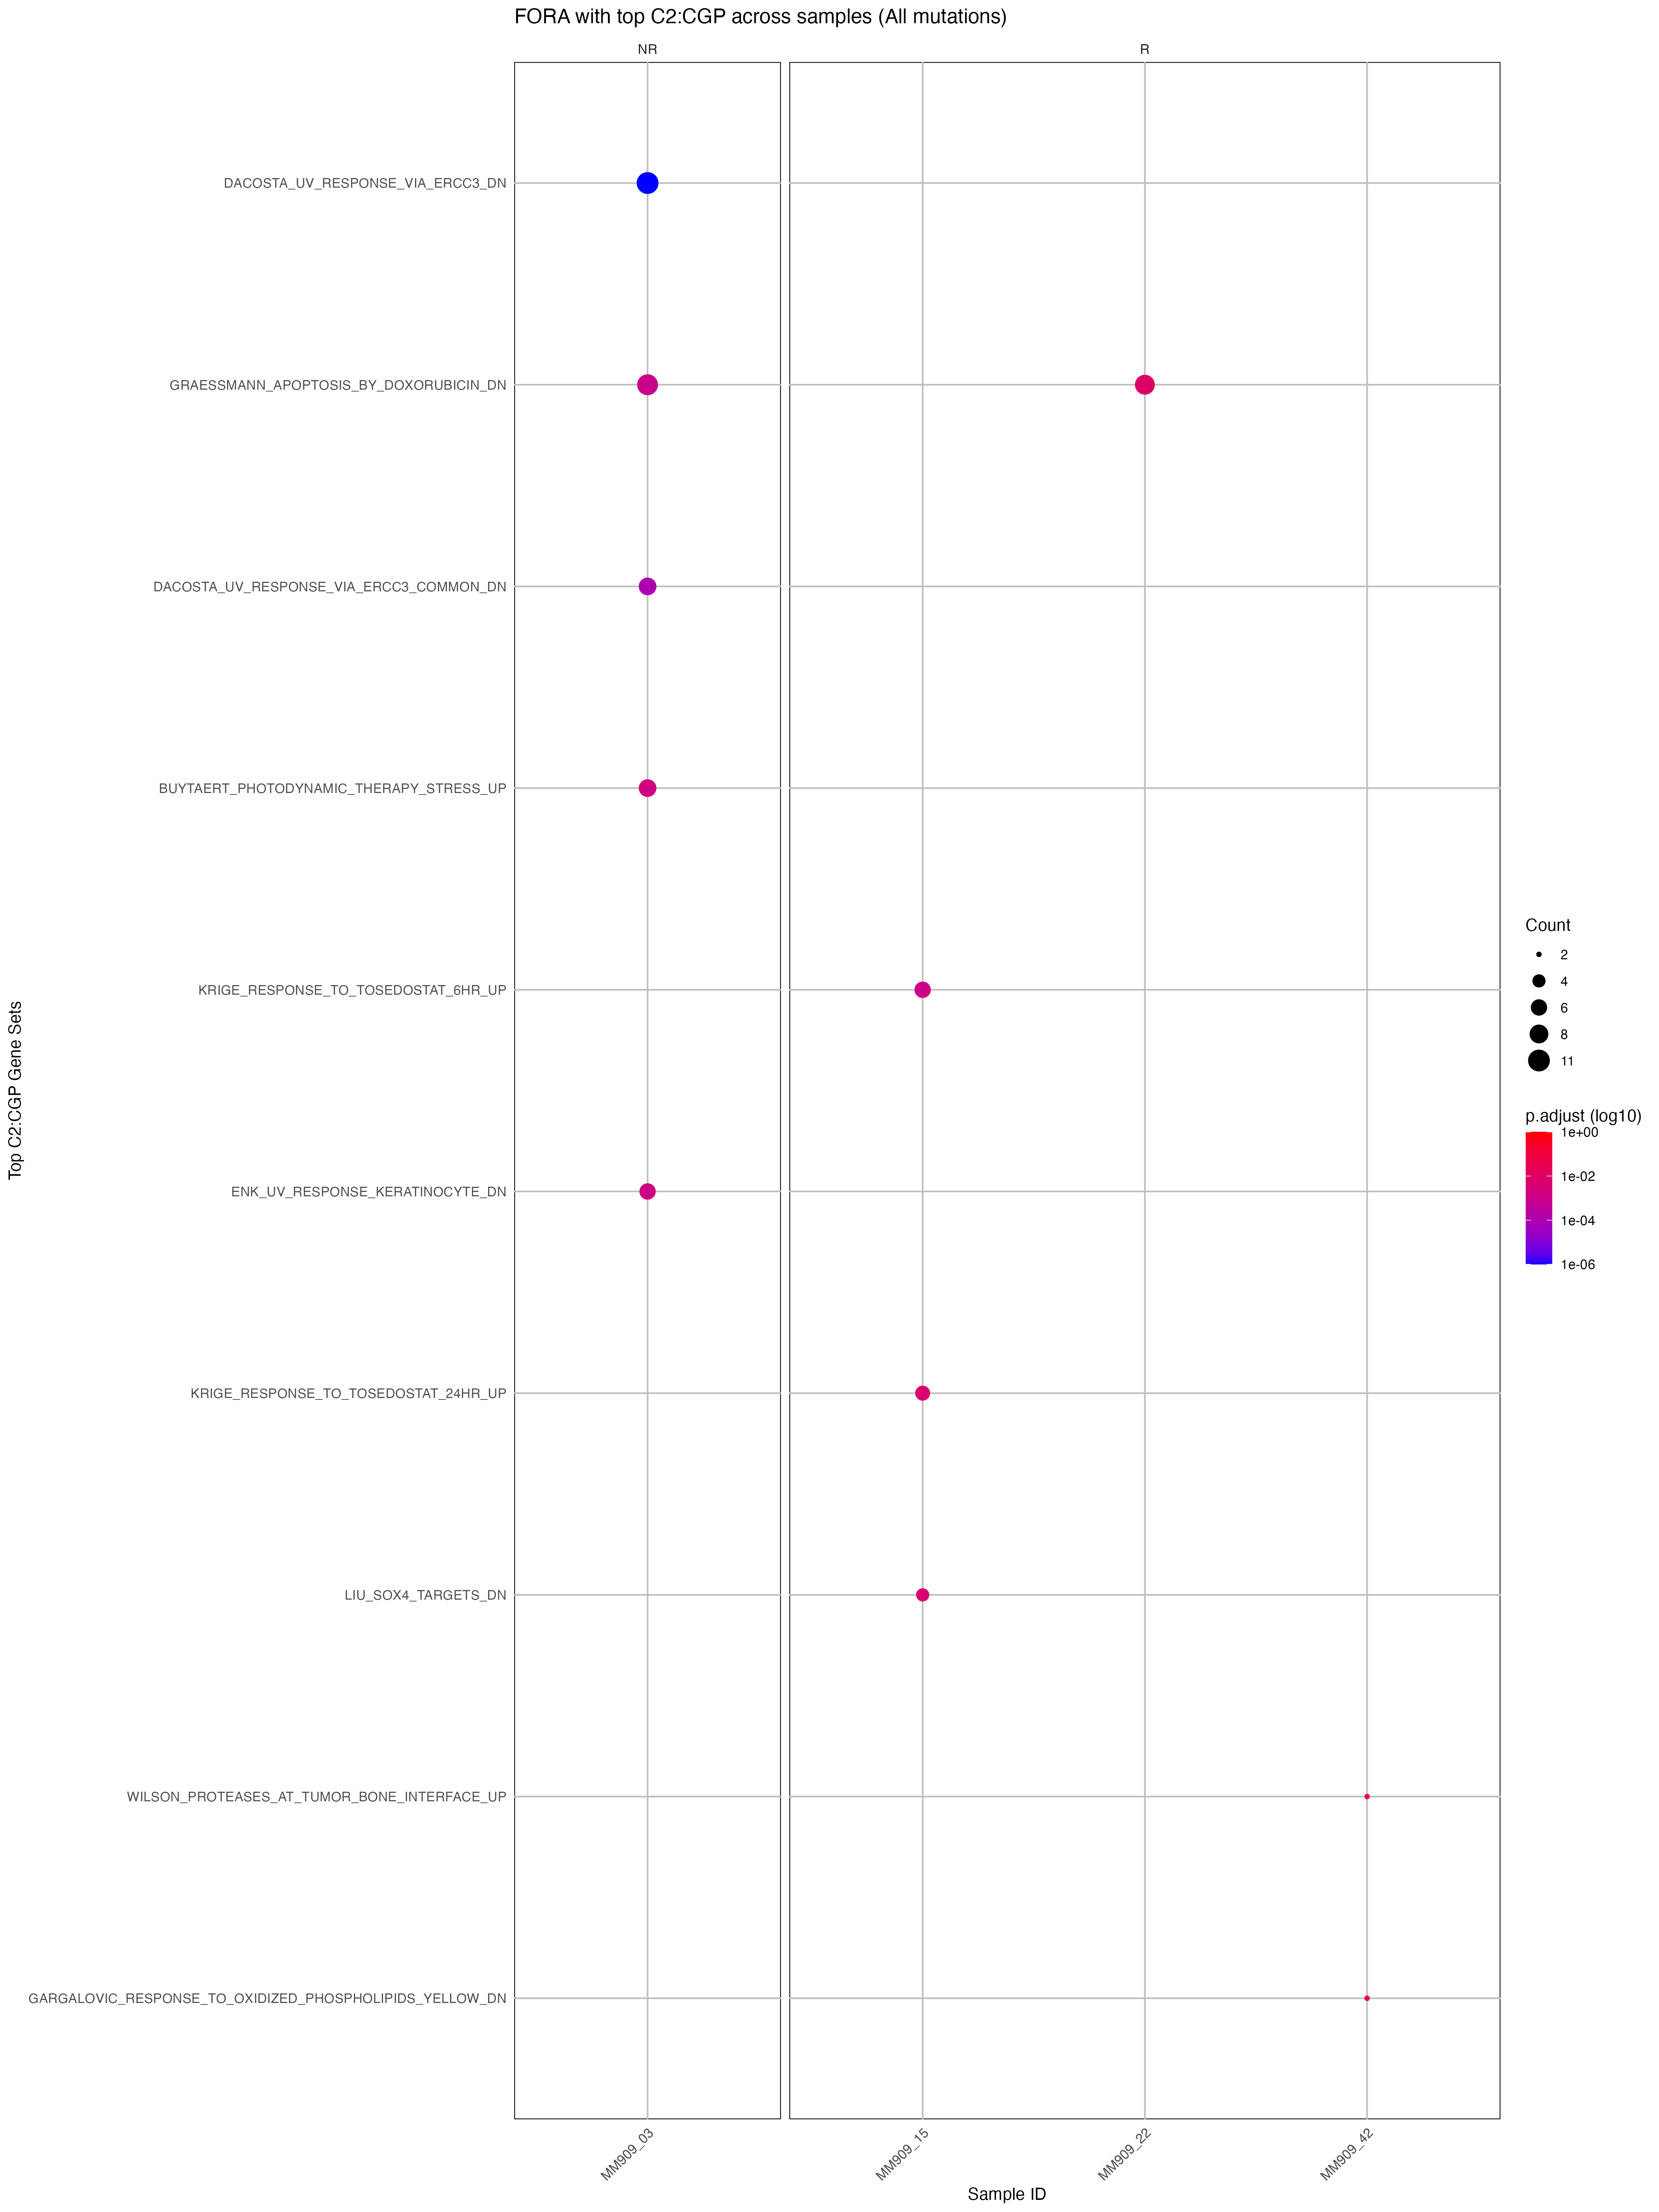 FORA with top C2:CGP across samples (All mutations)
NR
R
DACOSTA_UV_RESPONSE_VIA_ERCC3_DN
GRAESSMANN_APOPTOSIS_BY_DOXORUBICIN_DN
DACOSTA_UV_RESPONSE_VIA_ERCC3_COMMON_DN
BUYTAERT_PHOTODYNAMIC_THERAPY_STRESS_UP
KRIGE_RESPONSE_TO_TOSEDOSTAT_6HR_UP
ENK_UV_RESPONSE_KERATINOCYTE_DN
KRIGE_RESPONSE_TO_TOSEDOSTAT_24HR_UP
LIU_SOX4_TARGETS_DN
WILSON_PROTEASES_AT_TUMOR_BONE_INTERFACE_UP
GARGALOVIC_RESPONSE_TO_OXIDIZED_PHOSPHOLIPIDS_YELLOW_DN
Top C2:CGP Gene Sets
MM909_03
MM909_15
MM909_22
MM909_42
Sample ID
Count
2
4
6
8
11
p.adjust (log10)
1e+00
1e-02
1e-04
1e-06